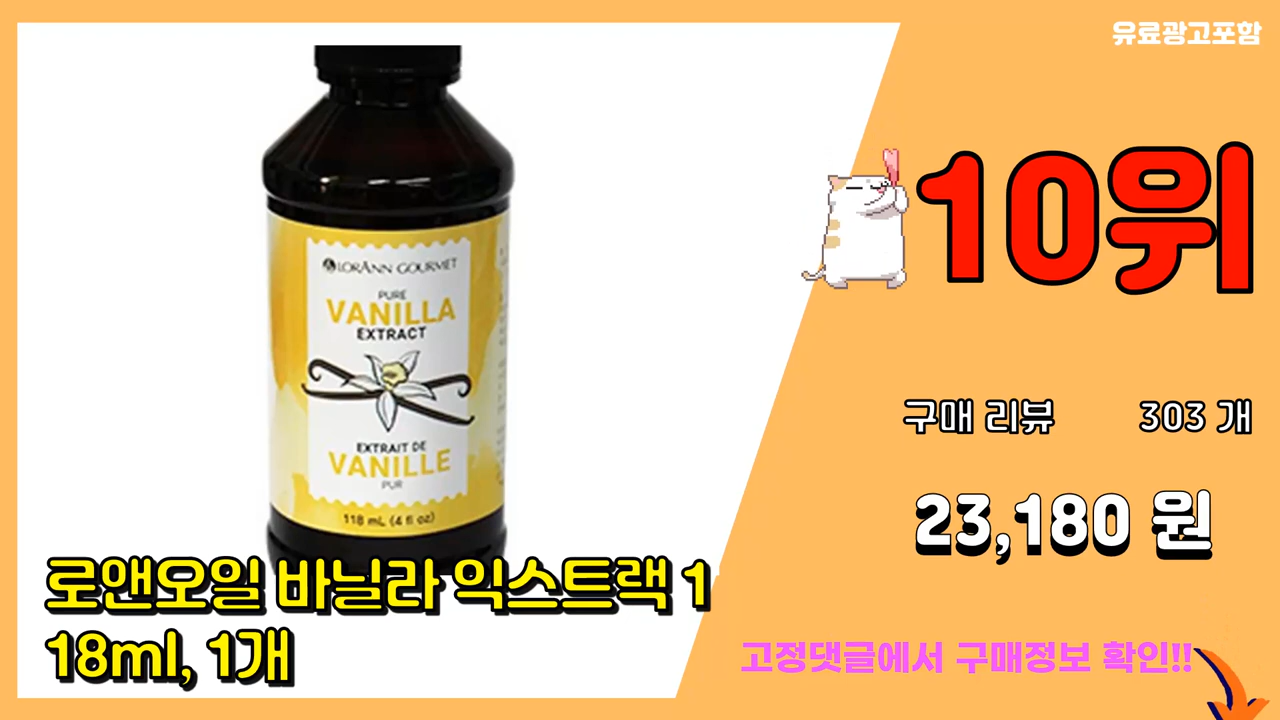 유료광고포함
10위
LORANN GOURMET
PURE
VANILLA
EXTRACT
EXTRAIT DE
VANILLE
PUR
118 mL (4 fl oz)
구매 리뷰 303 개
23,180 원
로앤오일 바닐라 익스트랙 1
18ml, 1개
고정댓글에서 구매정보 확인!!